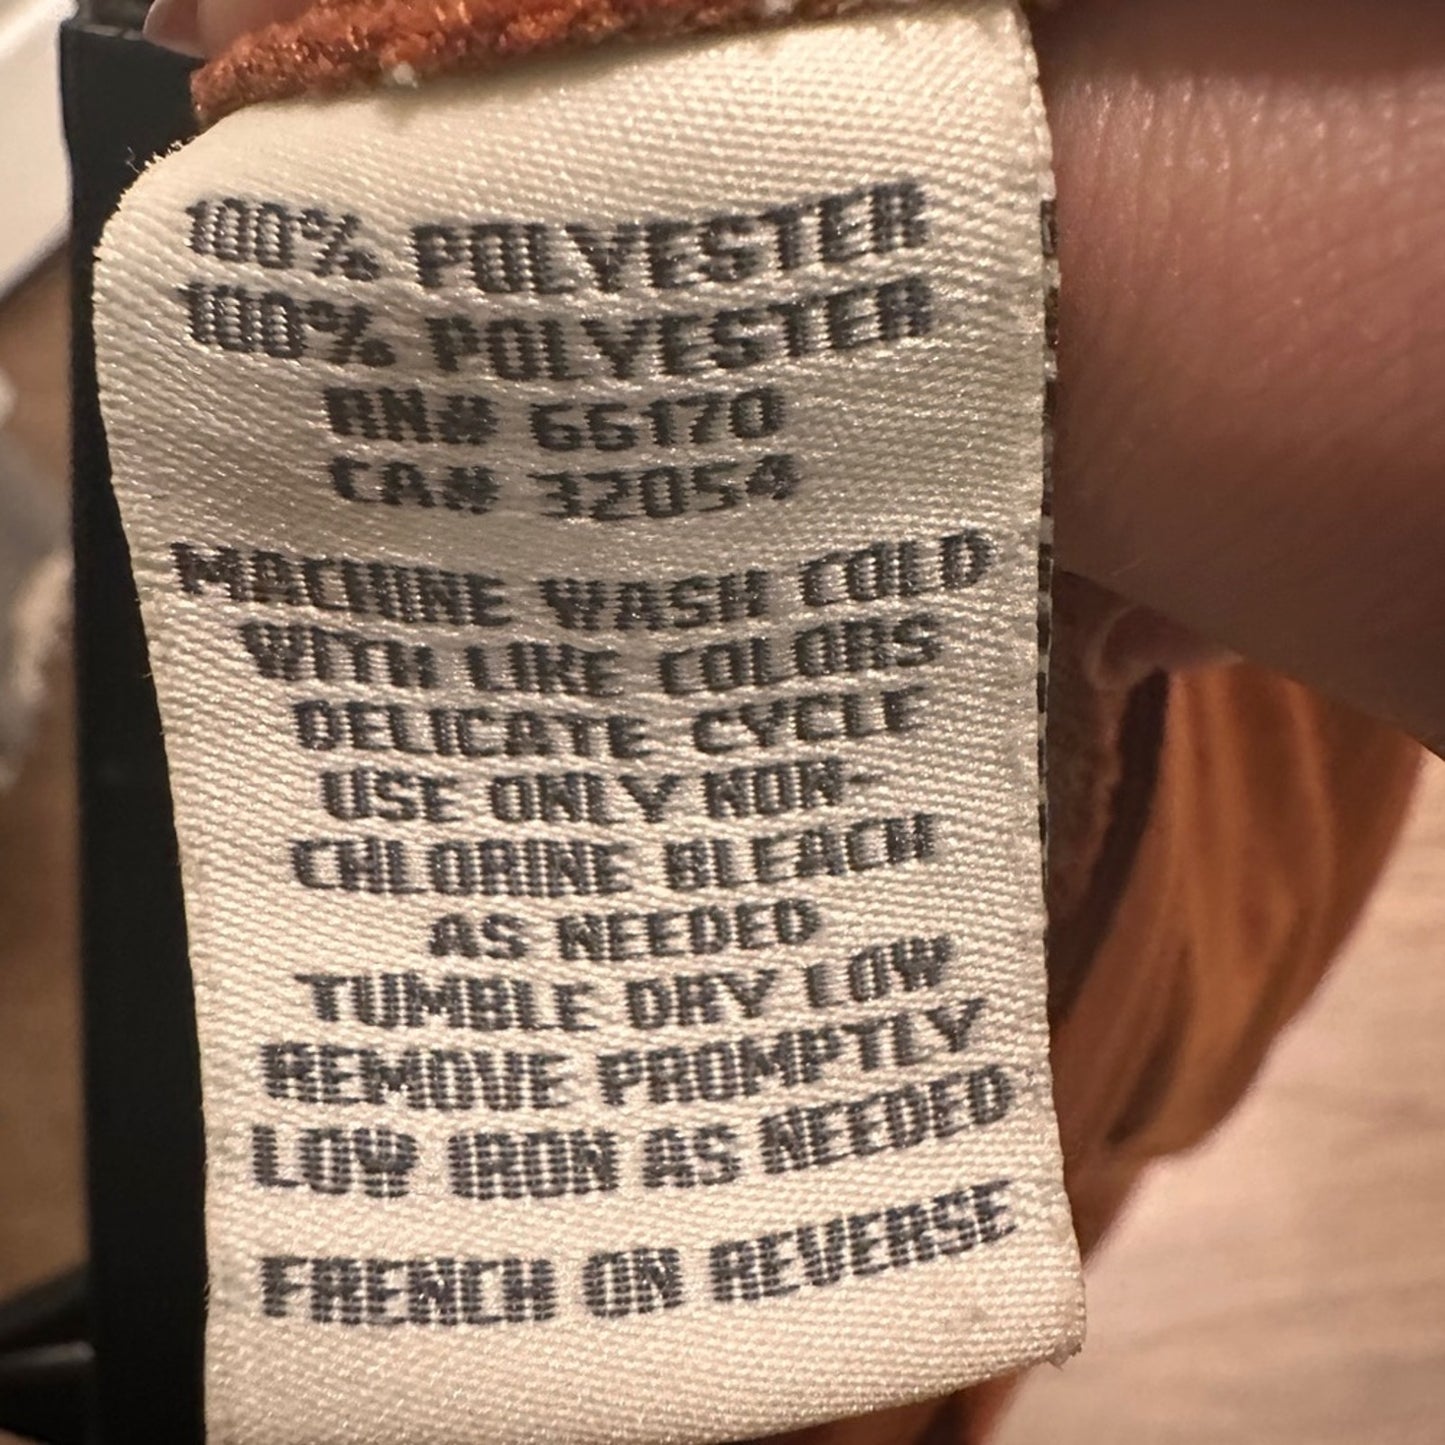 100% POLYESTER
100% POLYESTER
RN# 65170
CA# 32054
MACHINE WASH COLD
WITH LIKE COLORS
DELICATE CYCLE
USE ONLY NON-
CHLORINE BLEACH
AS NEEDED
TUMBLE DRY LOW
REMOVE PROMPTLY
LOW IRON AS NEEDED
FRENCH ON REVERSE